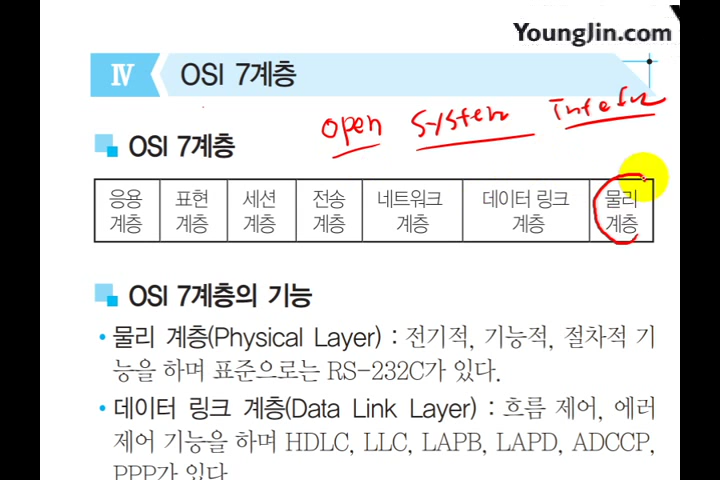 YoungJin.com
Ⅳ OSI 7계층
open System
OSI 7계층
응용 계층 표현 계층 세션 계층 전송 계층 네트워크 계층 데이터 링크 계층 물리 계층
OSI 7계층의 기능
• 물리 계층(Physical Layer) : 전기적, 기능적, 절차적 기
능을 하며 표준으로는 RS-232C가 있다.
• 데이터 링크 계층(Data Link Layer) : 흐름 제어, 에러
제어 기능을 하며 HDLC, LLC, LAPB, LAPD, ADCCP,
PPP가 있다